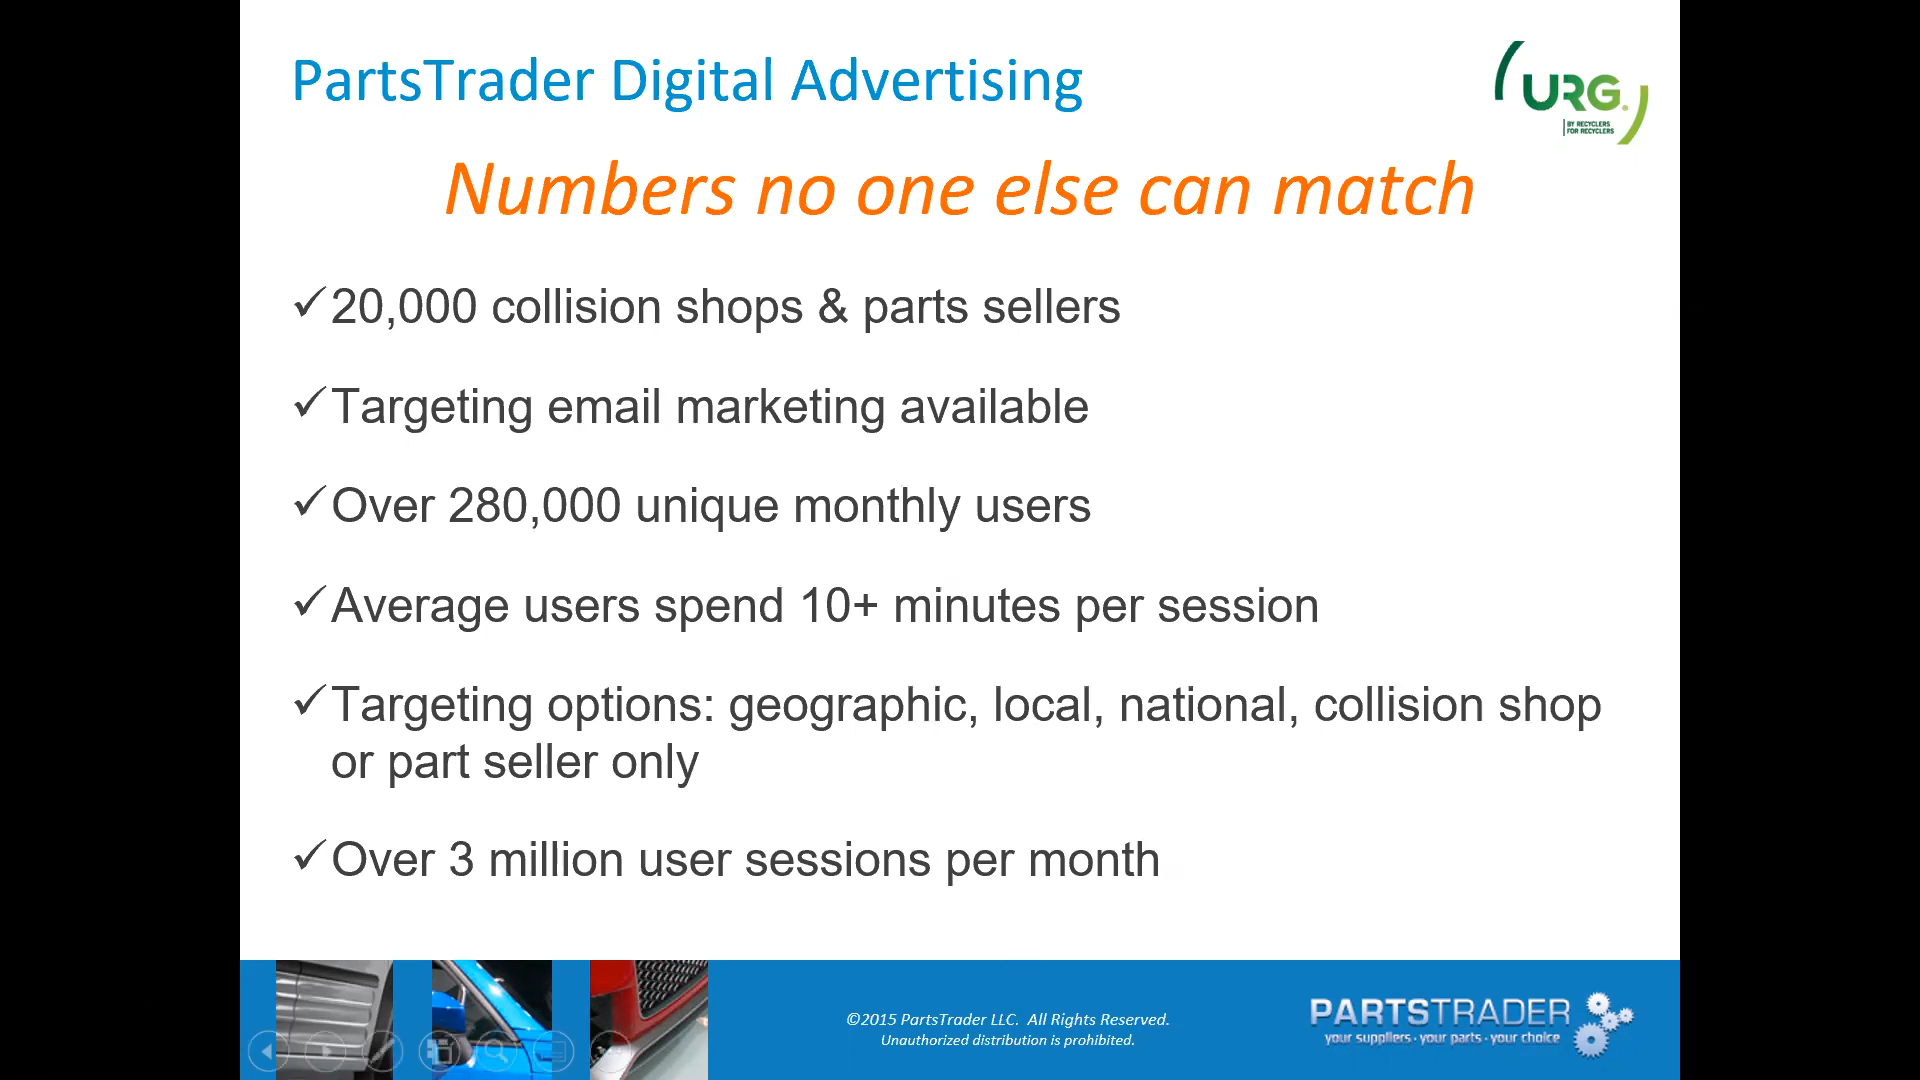 PartsTrader Digital Advertising
URG.
BY RECYCLERS
FOR RECYCLERS
Numbers no one else can match
✓20,000 collision shops & parts sellers
✓Targeting email marketing available
✓Over 280,000 unique monthly users
✓Average users spend 10+ minutes per session
✓Targeting options: geographic, local, national, collision shop
or part seller only
✓Over 3 million user sessions per month
©2015 PartsTrader LLC. All Rights Reserved.
Unauthorized distribution is prohibited.
PARTSTRADER
your suppliers · your parts · your choice